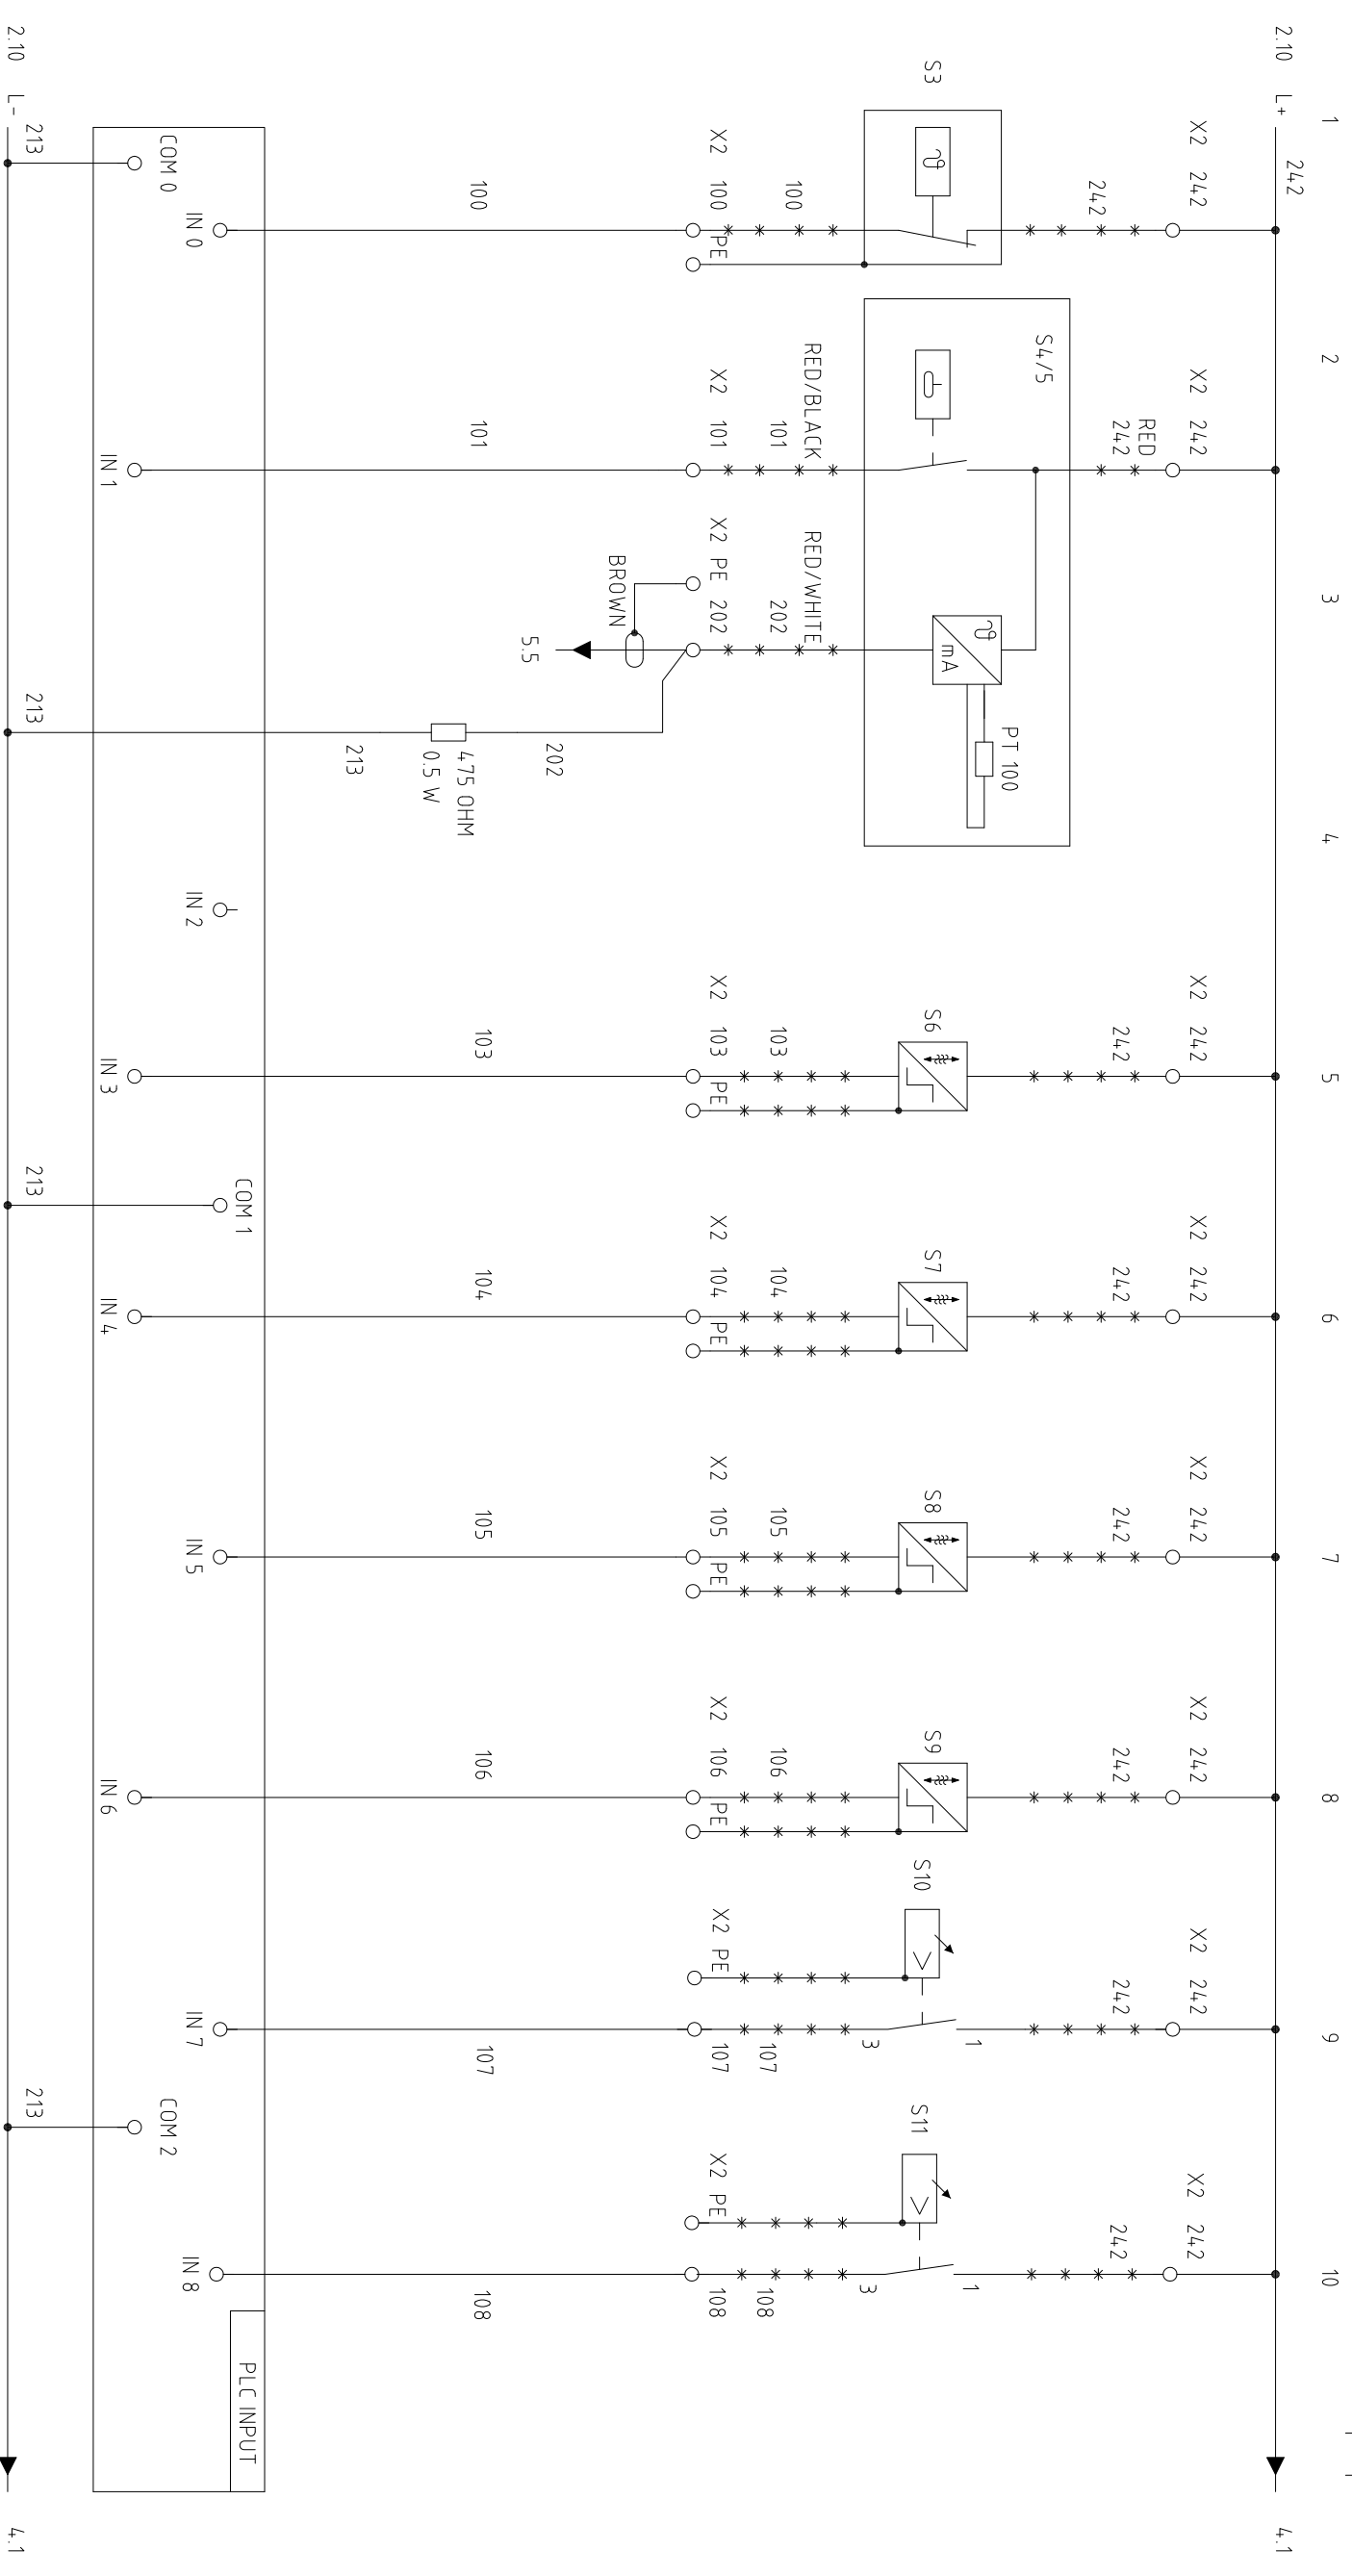 1 2 3 4 5 6 7 8 9 10
2.10 L+ 242 4.1
X2 242
X2 242
X2 242
X2 242
X2 242
X2 242
X2 242
X2 242
242
RED
242
242
242
242
242
242
242
S3
S4/5
PT 100
mA
S6
S7
S8
S9
S10
S11
1
3
1
3
100
RED/BLACK
101
RED/WHITE
202
103
104
105
106
107
108
X2 100 PE
X2 101
X2 PE 202
X2 103 PE
X2 104 PE
X2 105 PE
X2 106 PE
X2 PE 107
X2 PE 108
BROWN
5.5
202
100
101
475 OHM
0.5 W
103
104
105
106
107
108
213
PLC INPUT
COM 0
IN 0
IN 1
IN 2
IN 3
COM 1
IN 4
IN 5
IN 6
IN 7
COM 2
IN 8
213
213
213
213
2.10 L- 4.1